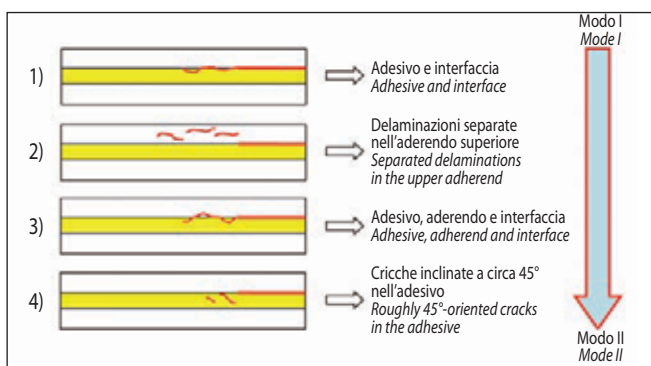 Modo I
Mode I
1)
Adesivo e interfaccia
Adhesive and interface
2)
Delaminazioni separate
nell'aderendo superiore
Separated delaminations
in the upper adherend
3)
Adesivo, aderendo e interfaccia
Adhesive, adherend and interface
4)
Cricche inclinate a circa 45°
nell'adesivo
Roughly 45°-oriented cracks
in the adhesive
Modo II
Mode II